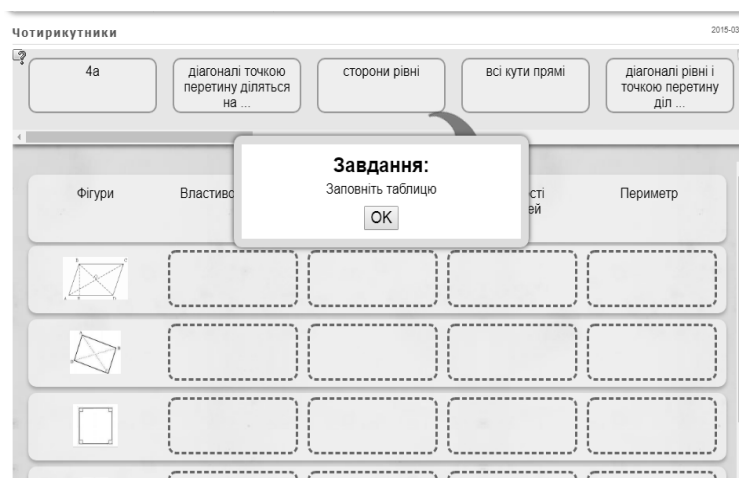 Чотирикутники
2015-03
4а
діагоналі точкою
перетину діляться
на ...
сторони рівні
всі кути прямі
діагоналі рівні і
точкою перетину
діл ...
Завдання:
Заповніть таблицю
OK
Фігури
Властиво
сті
ей
Периметр